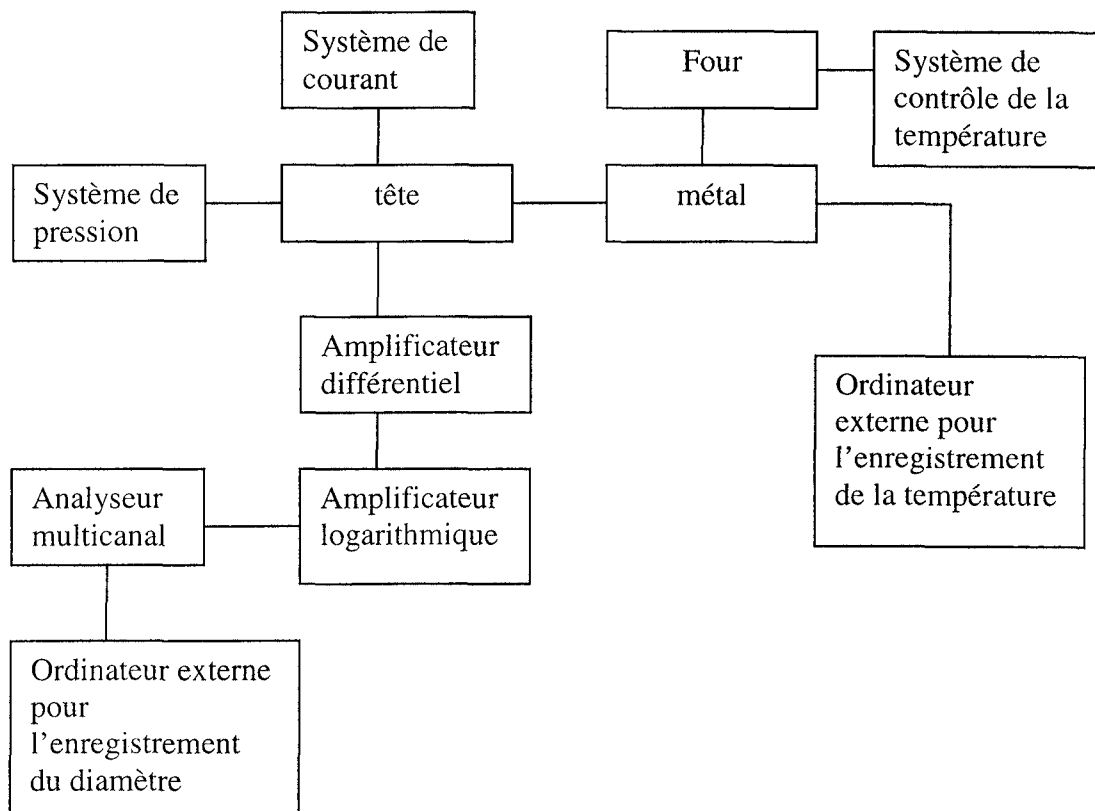 Système de
courant
Four
Système de
contrôle de la
température
Système de
pression
tête
métal
Amplificateur
différentiel
Ordinateur
externe pour
l'enregistrement
de la température
Analyseur
multicanal
Amplificateur
logarithmique
Ordinateur externe
pour
l'enregistrement
du diamètre